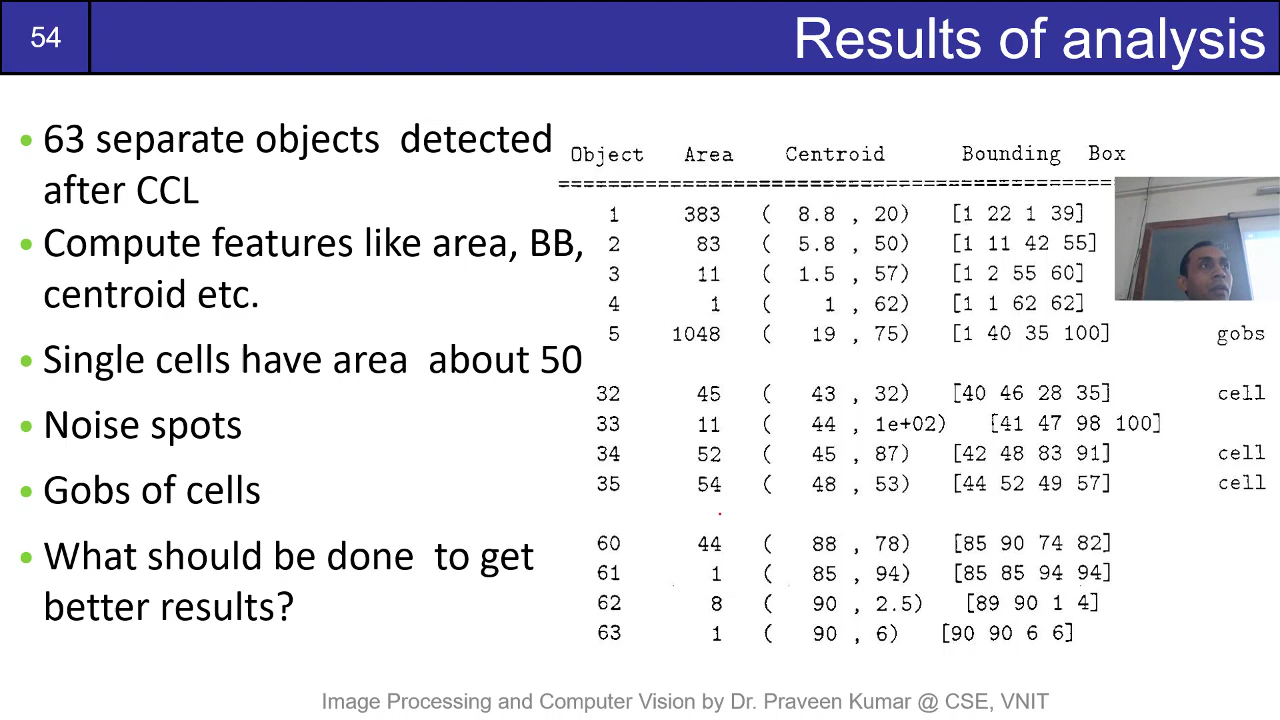 54
Results of analysis
• 63 separate objects detected
after CCL
• Compute features like area, BB,
centroid etc.
• Single cells have area about 50
• Noise spots
• Gobs of cells
• What should be done to get
better results?
Object Area Centroid Bounding Box
==================================================
1 383 ( 8.8 , 20) [1 22 1 39]
2 83 ( 5.8 , 50) [1 11 42 55]
3 11 ( 1.5 , 57) [1 2 55 60]
4 1 ( 1 , 62) [1 1 62 62]
5 1048 ( 19 , 75) [1 40 35 100] gobs
32 45 ( 43 , 32) [40 46 28 35] cell
33 11 ( 44 , 1e+02) [41 47 98 100]
34 52 ( 45 , 87) [42 48 83 91] cell
35 54 ( 48 , 53) [44 52 49 57] cell
60 44 ( 88 , 78) [85 90 74 82]
61 1 ( 85 , 94) [85 85 94 94]
62 8 ( 90 , 2.5) [89 90 1 4]
63 1 ( 90 , 6) [90 90 6 6]
Image Processing and Computer Vision by Dr. Praveen Kumar @ CSE, VNIT